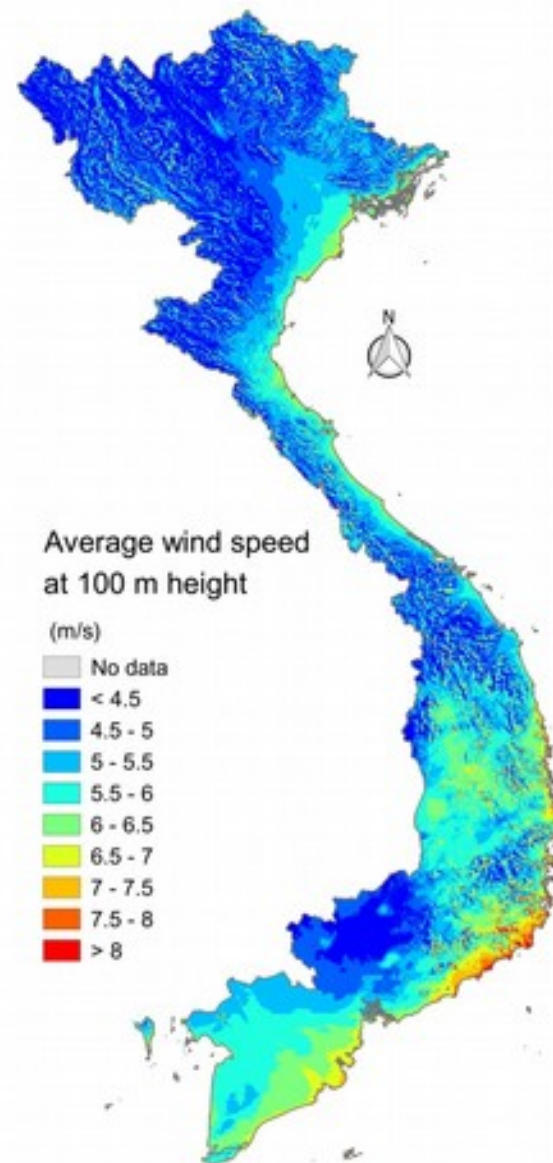 N
Average wind speed
at 100 m height
(m/s)
No data
< 4.5
4.5 - 5
5 - 5.5
5.5 - 6
6 - 6.5
6.5 - 7
7 - 7.5
7.5 - 8
> 8